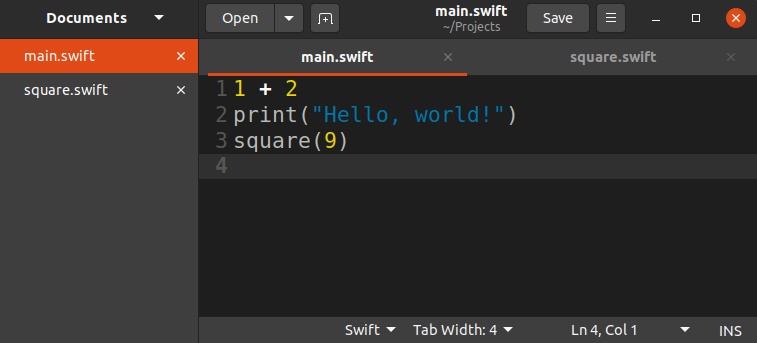 Documents
Open
main.swift
~/Projects
Save
main.swift
square.swift
main.swift
square.swift
1 1 + 2
2 print("Hello, world!")
3 square(9)
4
Swift
Tab Width: 4
Ln 4, Col 1
INS